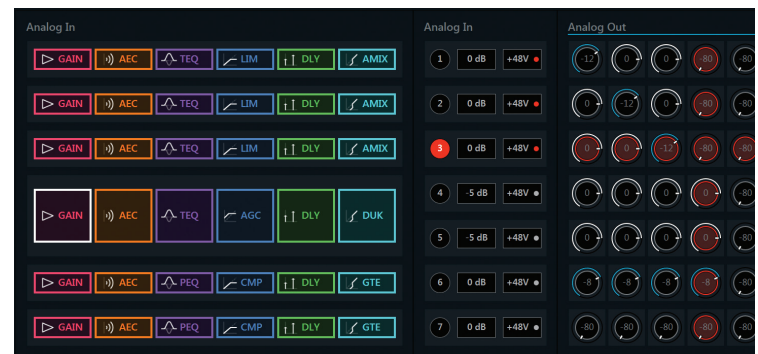 Analog In Analog In Analog Out
GAIN AEC TEQ LIM DLY AMIX 1 0 dB +48V -12 0 0 -80 -80
GAIN AEC TEQ LIM DLY AMIX 2 0 dB +48V 0 -12 0 -80 -80
GAIN AEC TEQ LIM DLY AMIX 3 0 dB +48V 0 0 -12 -80 -80
GAIN AEC TEQ AGC DLY DUK 4 -5 dB +48V 0 0 0 0 -80
5 -5 dB +48V 0 0 0 0 -80
GAIN AEC PEQ CMP DLY GTE 6 0 dB +48V -8 -8 -8 -8 -80
GAIN AEC PEQ CMP DLY GTE 7 0 dB +48V -80 -80 -80 -80 -80